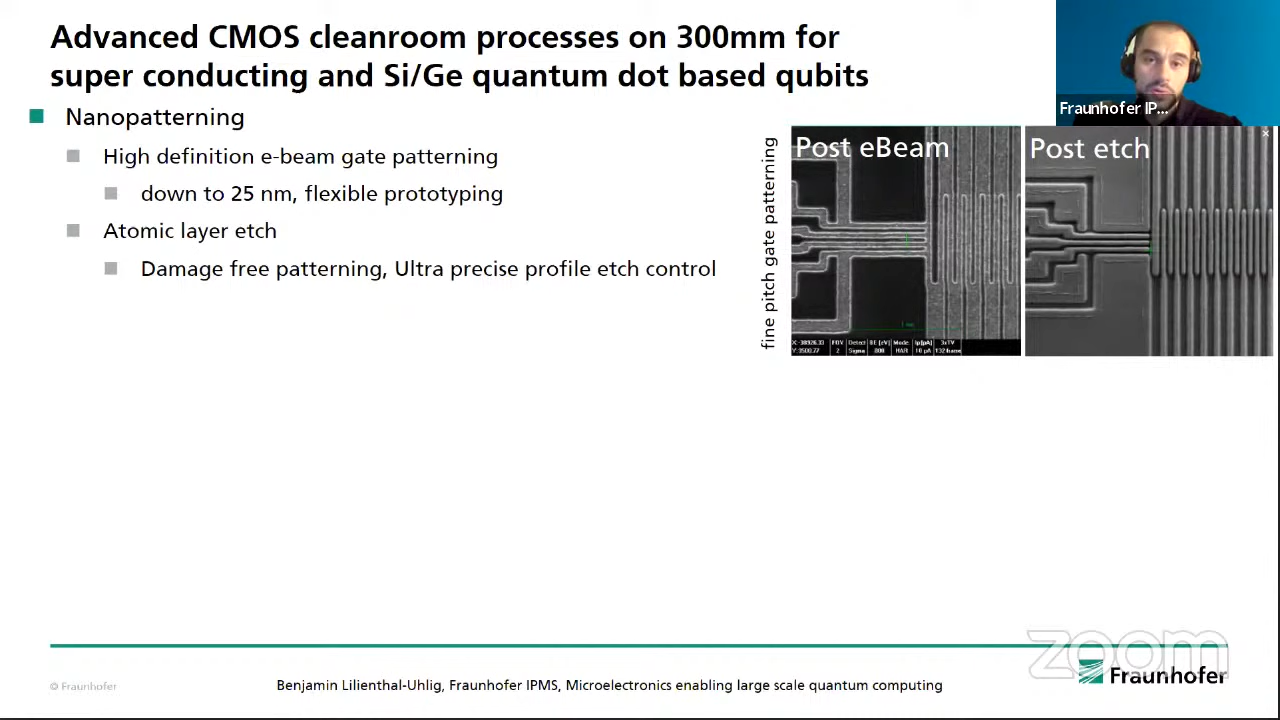 Advanced CMOS cleanroom processes on 300mm for
super conducting and Si/Ge quantum dot based qubits
Fraunhofer IP...
Nanopatterning
High definition e-beam gate patterning
down to 25 nm, flexible prototyping
Atomic layer etch
Damage free patterning, Ultra precise profile etch control
fine pitch gate patterning
Post eBeam
Post etch
zoom
© Fraunhofer
Benjamin Lilienthal-Uhlig, Fraunhofer IPMS, Microelectronics enabling large scale quantum computing
Fraunhofer